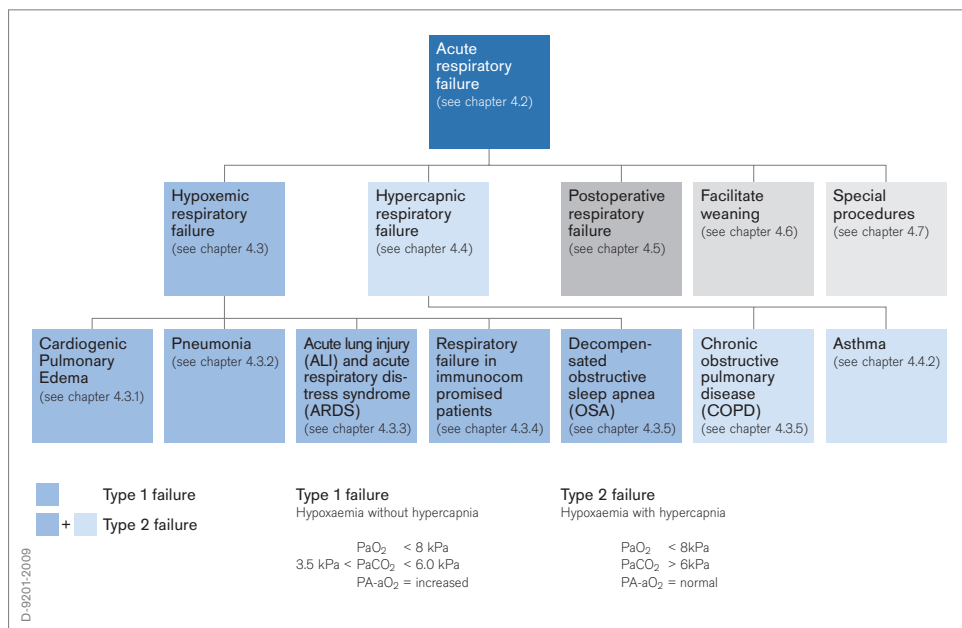 Acute
respiratory
failure
(see chapter 4.2)
Hypoxemic
respiratory
failure
(see chapter 4.3)
Hypercapnic
respiratory
failure
(see chapter 4.4)
Postoperative
respiratory
failure
(see chapter 4.5)
Facilitate
weaning
(see chapter 4.6)
Special
procedures
(see chapter 4.7)
Cardiogenic
Pulmonary
Edema
(see chapter 4.3.1)
Pneumonia
(see chapter 4.3.2)
Acute lung injury
(ALI) and acute
respiratory dis-
tress syndrome
(ARDS)
(see chapter 4.3.3)
Respiratory
failure in
immunocom
promised
patients
(see chapter 4.3.4)
Decompen-
sated
obstructive
sleep apnea
(OSA)
(see chapter 4.3.5)
Chronic
obstructive
pulmonary
disease
(COPD)
(see chapter 4.3.5)
Asthma
(see chapter 4.4.2)
Type 1 failure
+ Type 2 failure
Type 1 failure
Hypoxaemia without hypercapnia
PaO₂ < 8 kPa
3.5 kPa < PaCO₂ < 6.0 kPa
PA-aO₂ = increased
Type 2 failure
Hypoxaemia with hypercapnia
PaO₂ < 8kPa
PaCO₂ > 6kPa
PA-aO₂ = normal
D-9201-2009